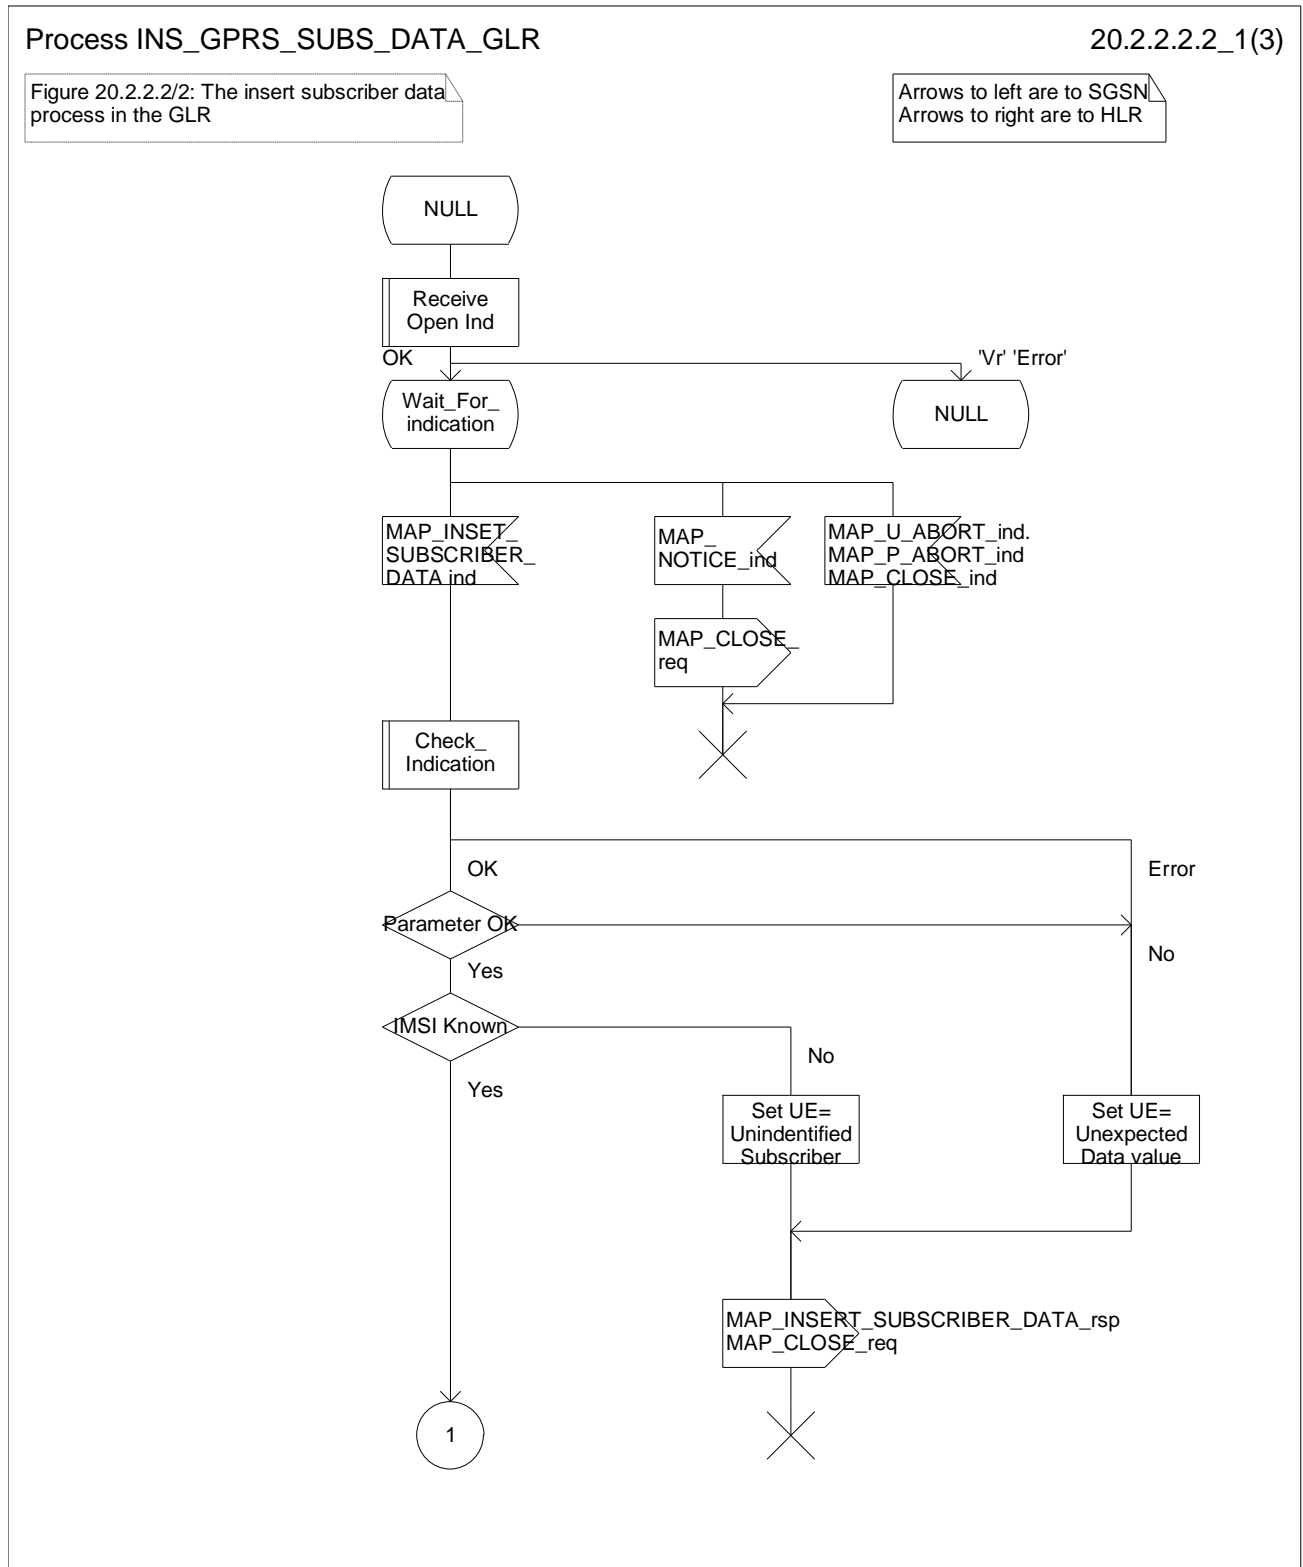 Process INS_GPRS_SUBS_DATA_GLR
20.2.2.2.2_1(3)
Figure 20.2.2.2/2: The insert subscriber data
process in the GLR
Arrows to left are to SGSN
Arrows to right are to HLR
NULL
Receive
Open Ind
OK
'Vr' 'Error'
Wait_For_
indication
NULL
MAP_INSET_
SUBSCRIBER_
DATA ind
MAP_
NOTICE_ind
MAP_U_ABORT_ind.
MAP_P_ABORT_ind
MAP_CLOSE_ind
MAP_CLOSE_
req
Check_
Indication
OK
Error
Parameter OK
No
Yes
IMSI Known
No
Yes
Set UE=
Unindentified
Subscriber
Set UE=
Unexpected
Data value
MAP_INSERT_SUBSCRIBER_DATA_rsp
MAP_CLOSE_req
1